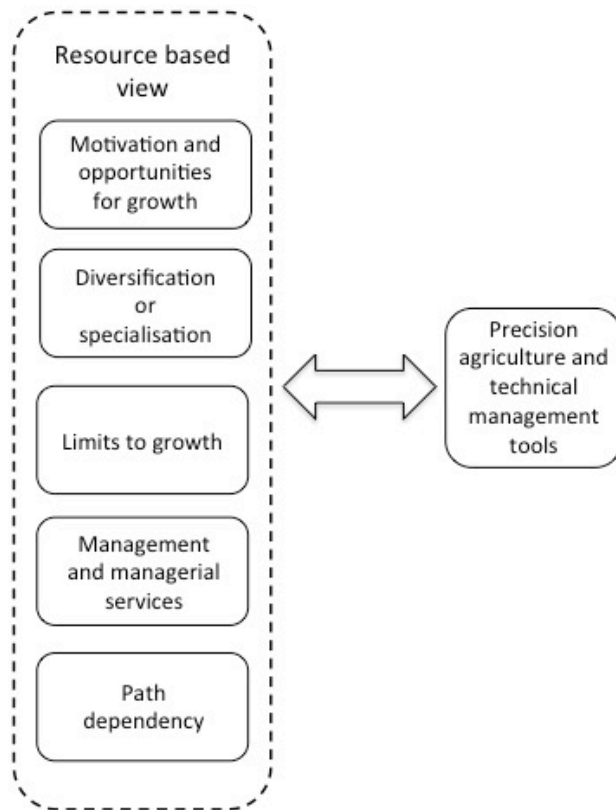 Resource based
view
Motivation and
opportunities
for growth
Diversification
or
specialisation
Limits to growth
Management
and managerial
services
Path
dependency
Precision
agriculture and
technical
management
tools